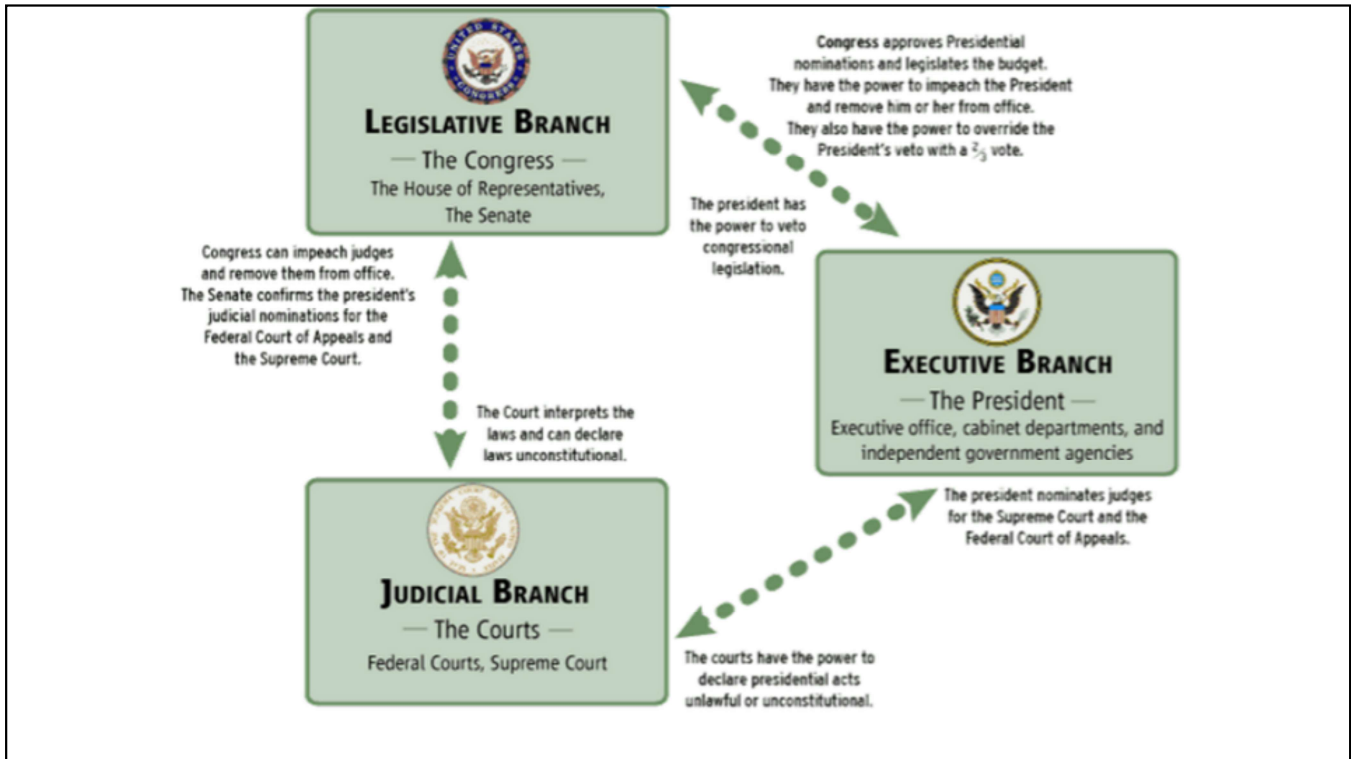 LEGISLATIVE BRANCH
— The Congress —
The House of Representatives,
The Senate
Congress approves Presidential
nominations and legislates the budget.
They have the power to impeach the President
and remove him or her from office.
They also have the power to override the
President's veto with a ⅔ vote.
The president has
the power to veto
congressional
legislation.
Congress can impeach judges
and remove them from office.
The Senate confirms the president's
judicial nominations for the
Federal Court of Appeals and
the Supreme Court.
EXECUTIVE BRANCH
— The President —
Executive office, cabinet departments, and
independent government agencies
The Court interprets the
laws and can declare
laws unconstitutional.
JUDICIAL BRANCH
— The Courts —
Federal Courts, Supreme Court
The president nominates judges
for the Supreme Court and the
Federal Court of Appeals.
The courts have the power to
declare presidential acts
unlawful or unconstitutional.
UNITED STATES
CONGRESS